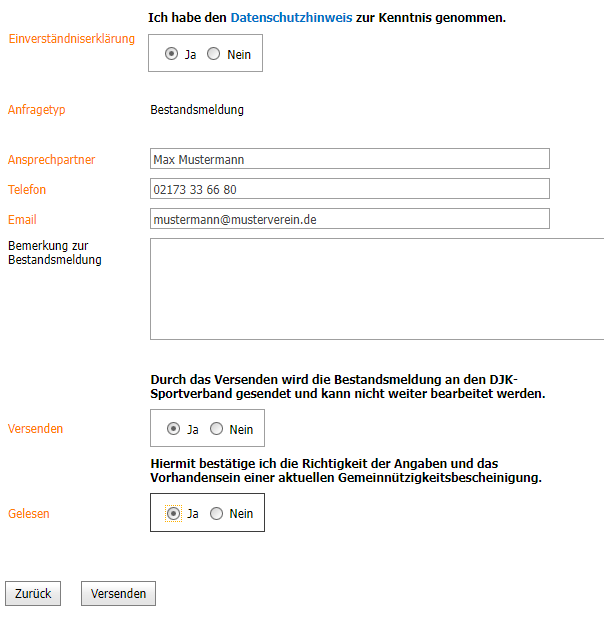 Ich habe den Datenschutzhinweis zur Kenntnis genommen.
Einverständniserklärung
Ja Nein
Anfragetyp Bestandsmeldung
Ansprechpartner Max Mustermann
Telefon 02173 33 66 80
Email mustermann@musterverein.de
Bemerkung zur
Bestandsmeldung
Durch das Versenden wird die Bestandsmeldung an den DJK-
Sportverband gesendet und kann nicht weiter bearbeitet werden.
Versenden Ja Nein
Hiermit bestätige ich die Richtigkeit der Angaben und das
Vorhandensein einer aktuellen Gemeinnützigkeitsbescheinigung.
Gelesen Ja Nein
Zurück Versenden